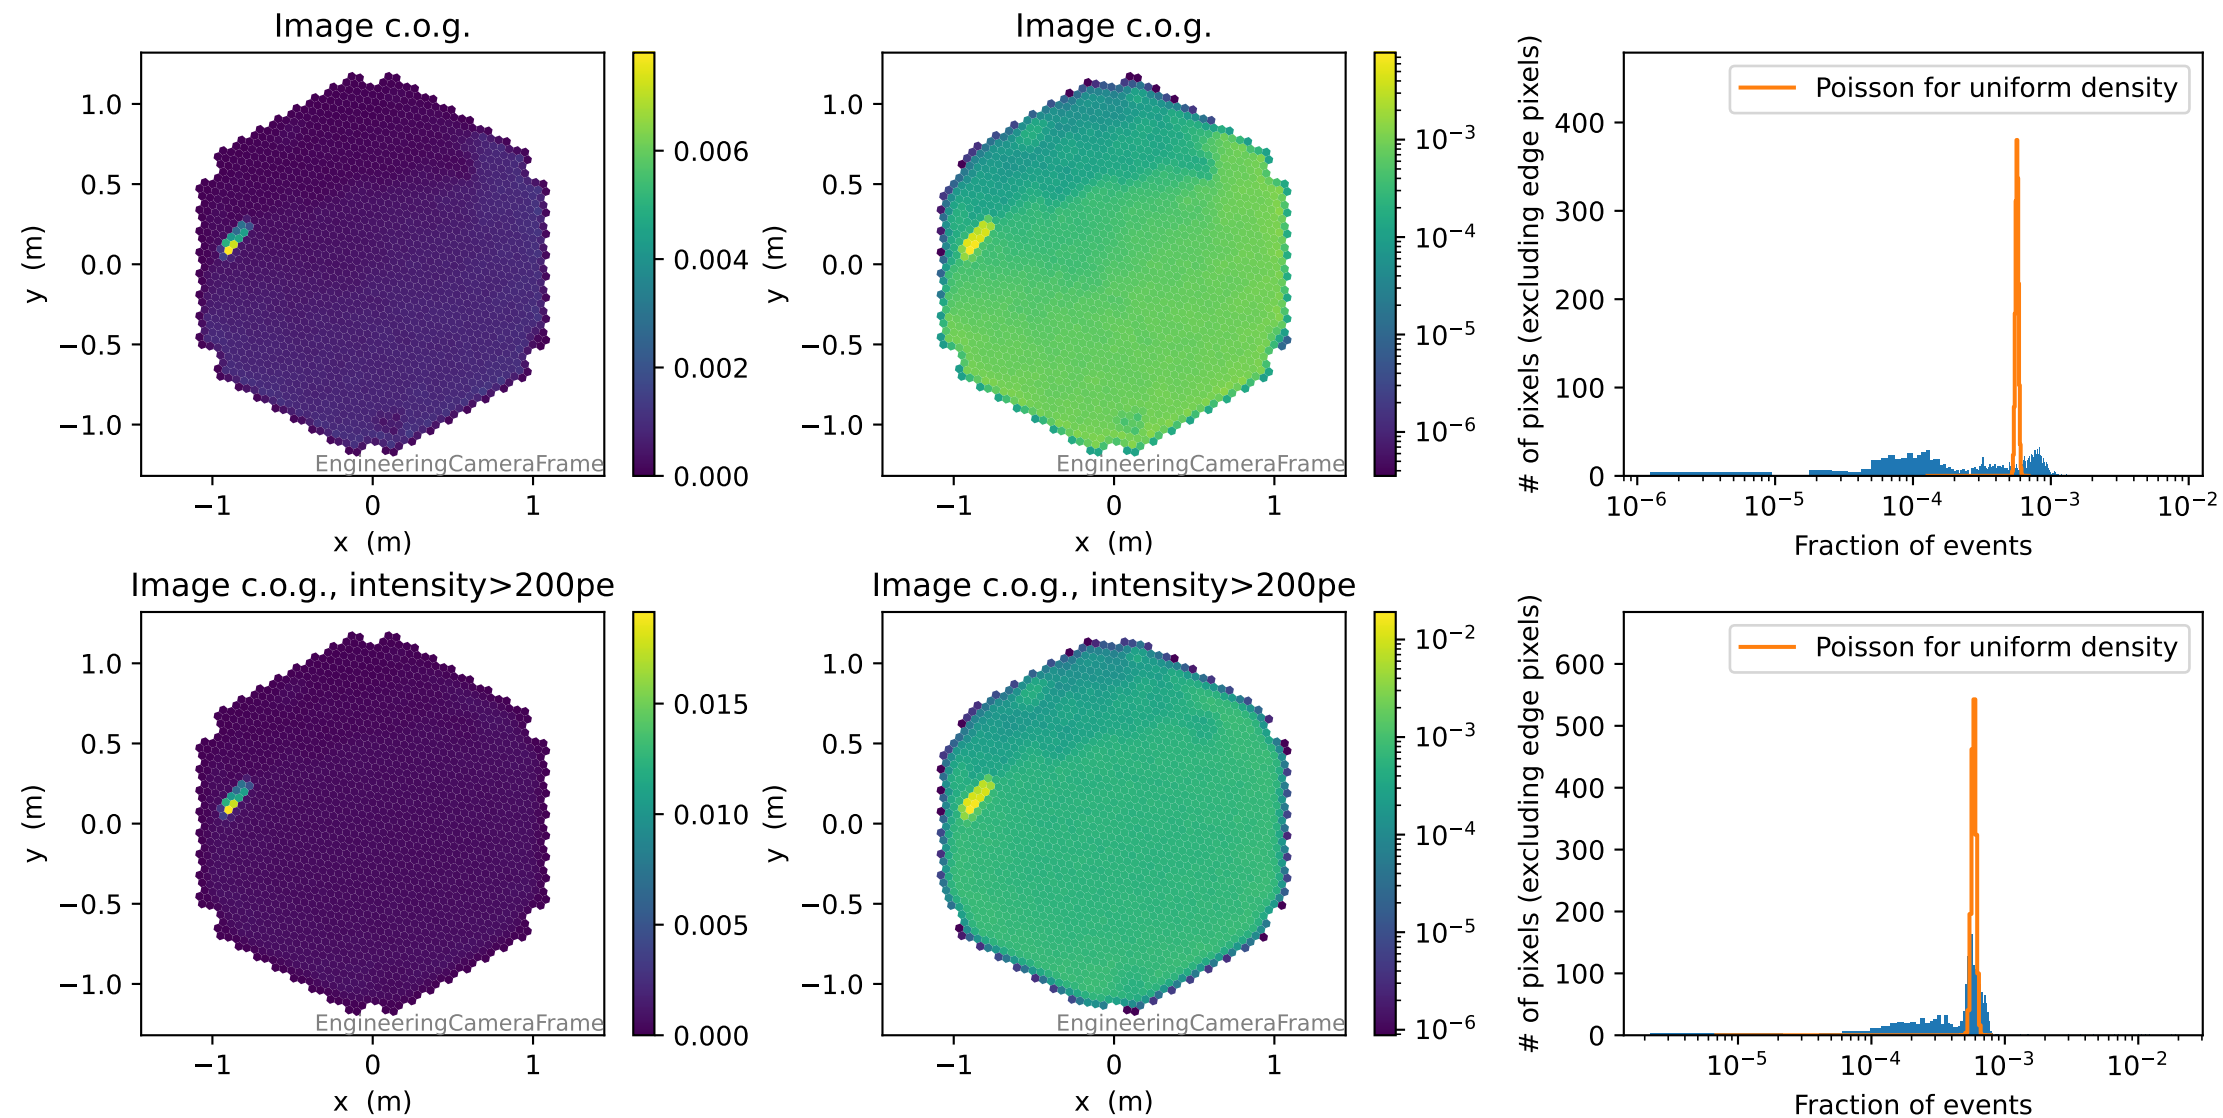 Image c.o.g.
1.0
0.5
0.0
−0.5
−1.0
y (m)
−1 0 1
x (m)
EngineeringCameraFrame
0.006
0.004
0.002
0.000
Image c.o.g.
1.0
0.5
0.0
−0.5
−1.0
y (m)
−1 0 1
x (m)
EngineeringCameraFrame
10⁻³
10⁻⁴
10⁻⁵
10⁻⁶
# of pixels (excluding edge pixels)
400
300
200
100
0
Poisson for uniform density
10⁻⁶ 10⁻⁵ 10⁻⁴ 10⁻³ 10⁻²
Fraction of events
Image c.o.g., intensity>200pe
1.0
0.5
0.0
−0.5
−1.0
y (m)
−1 0 1
x (m)
EngineeringCameraFrame
0.015
0.010
0.005
0.000
Image c.o.g., intensity>200pe
1.0
0.5
0.0
−0.5
−1.0
y (m)
−1 0 1
x (m)
EngineeringCameraFrame
10⁻²
10⁻³
10⁻⁴
10⁻⁵
10⁻⁶
# of pixels (excluding edge pixels)
600
500
400
300
200
100
0
Poisson for uniform density
10⁻⁵ 10⁻⁴ 10⁻³ 10⁻²
Fraction of events